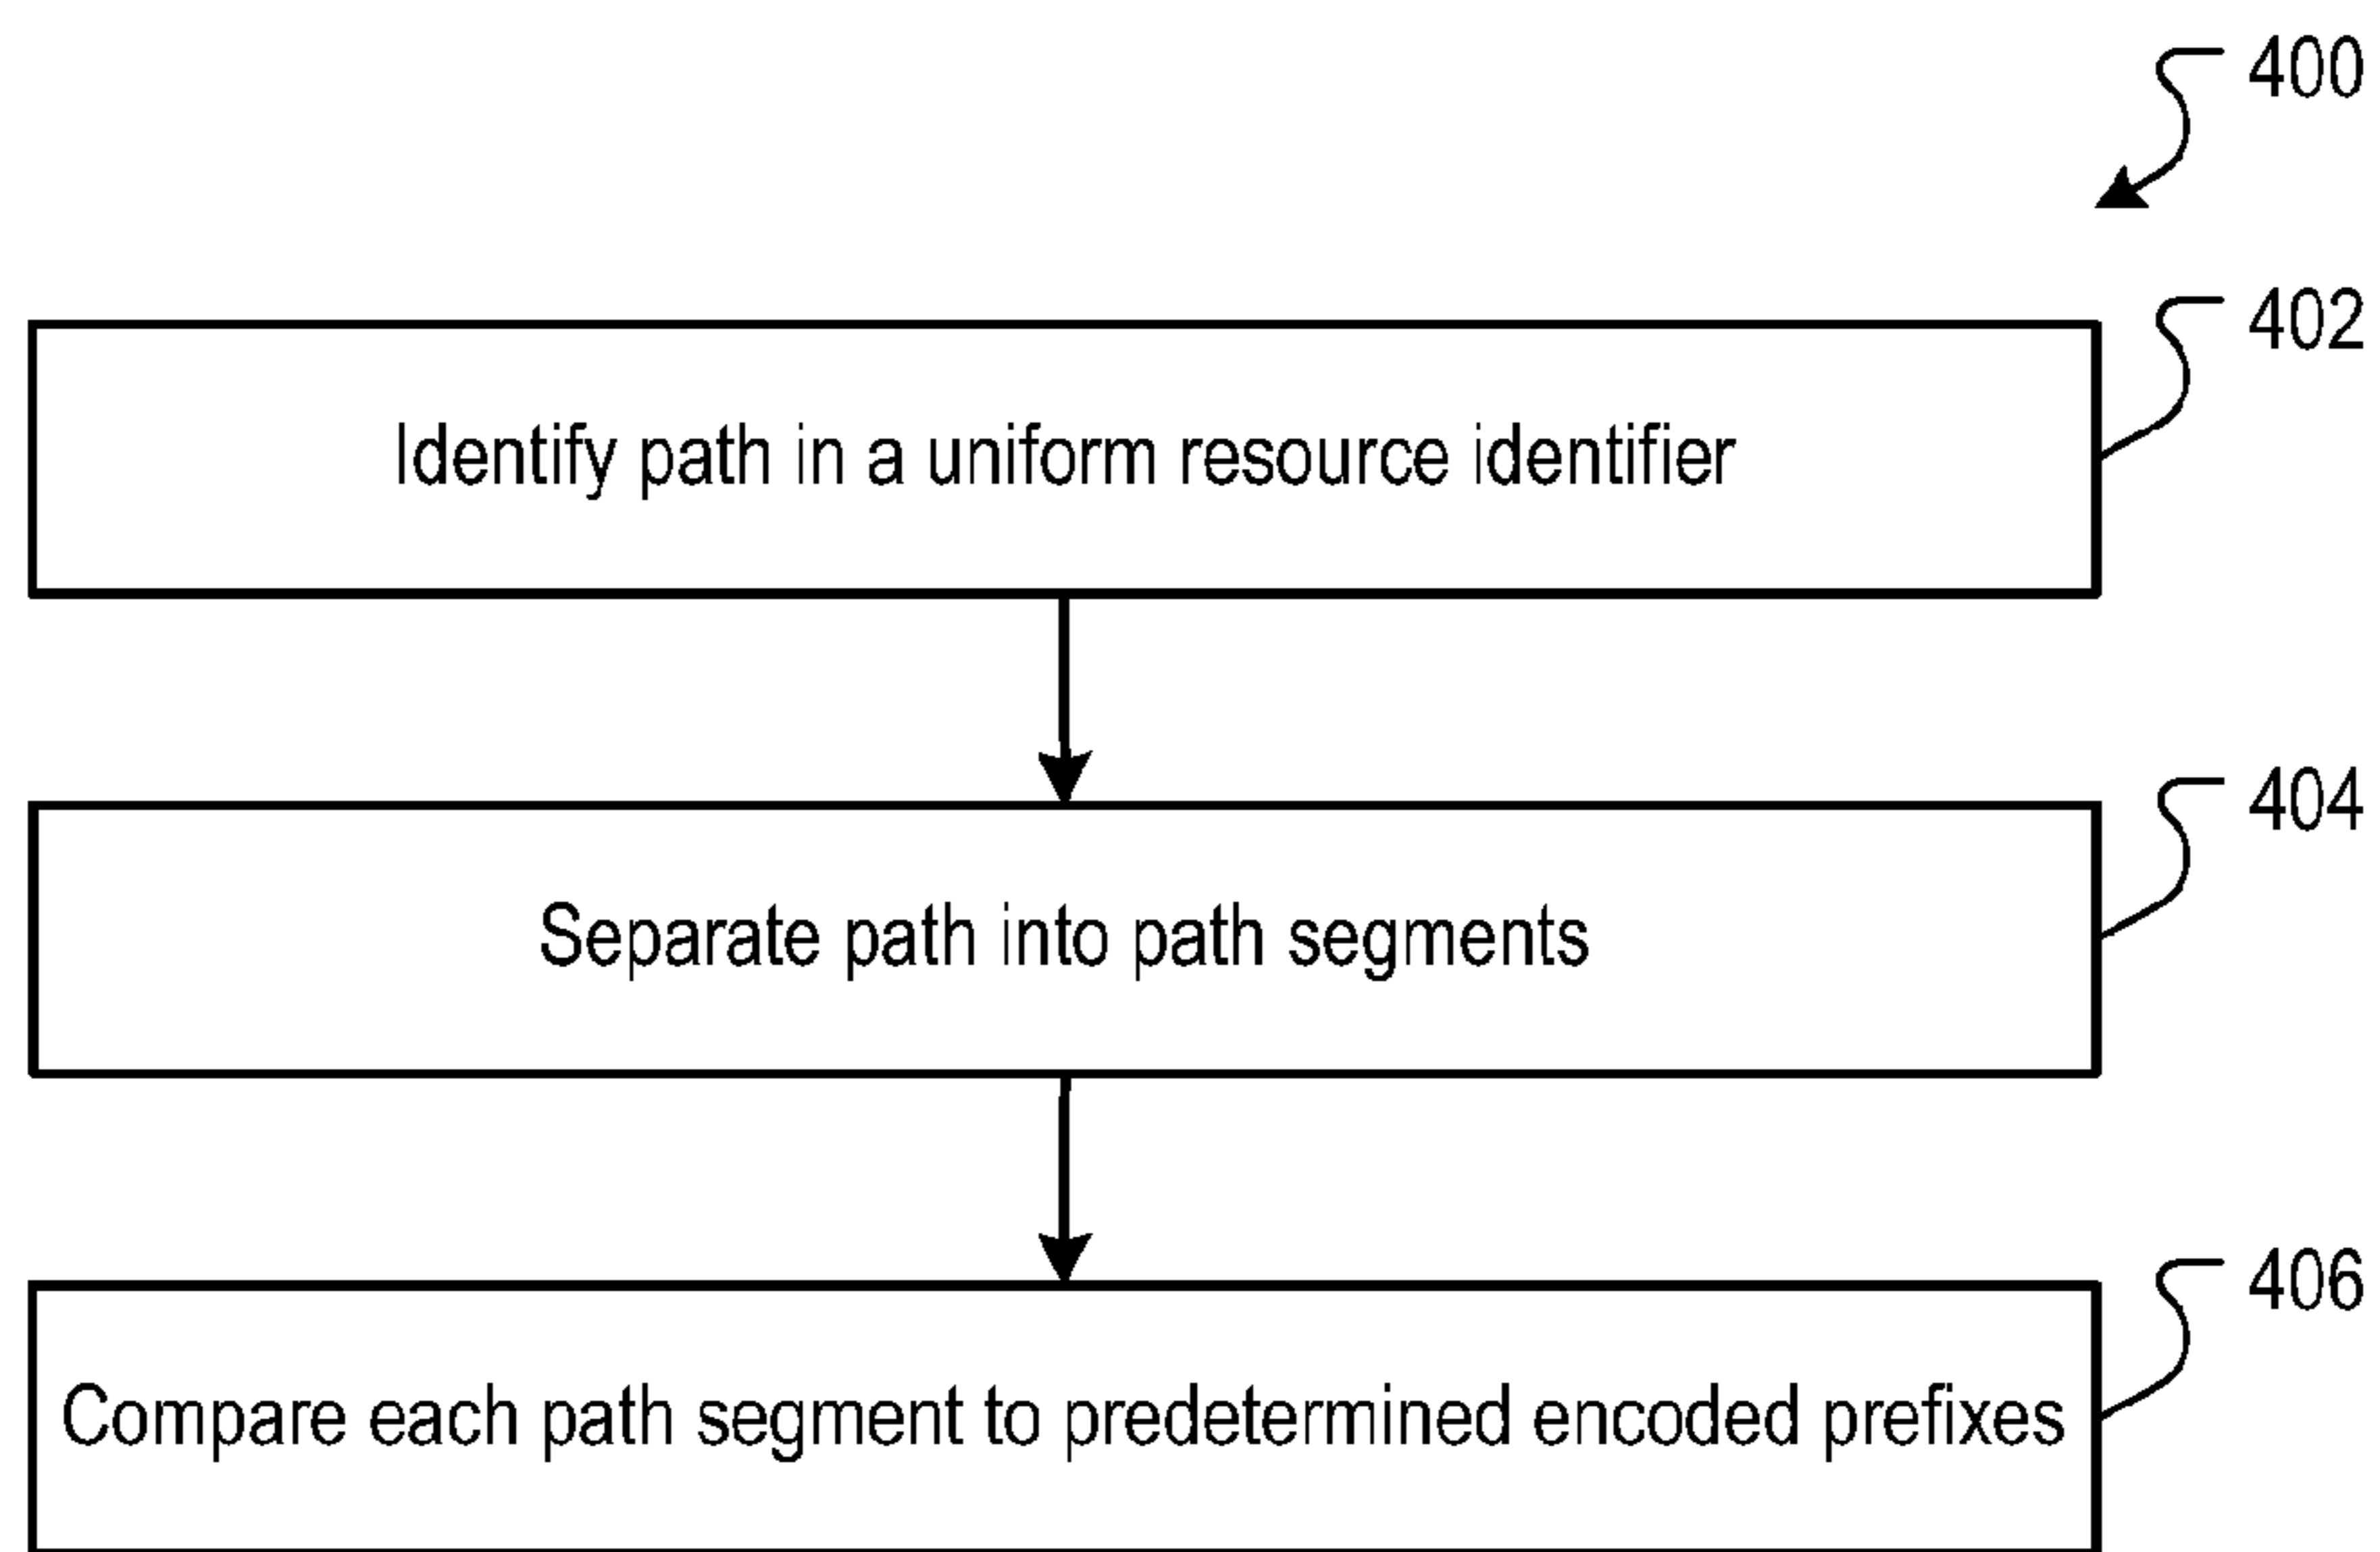 400
402
Identify path in a uniform resource identifier
404
Separate path into path segments
406
Compare each path segment to predetermined encoded prefixes